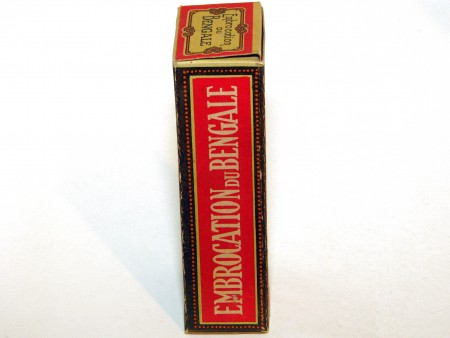 Embrocation
DU
BENGALE
EMBROCATION DU BENGALE